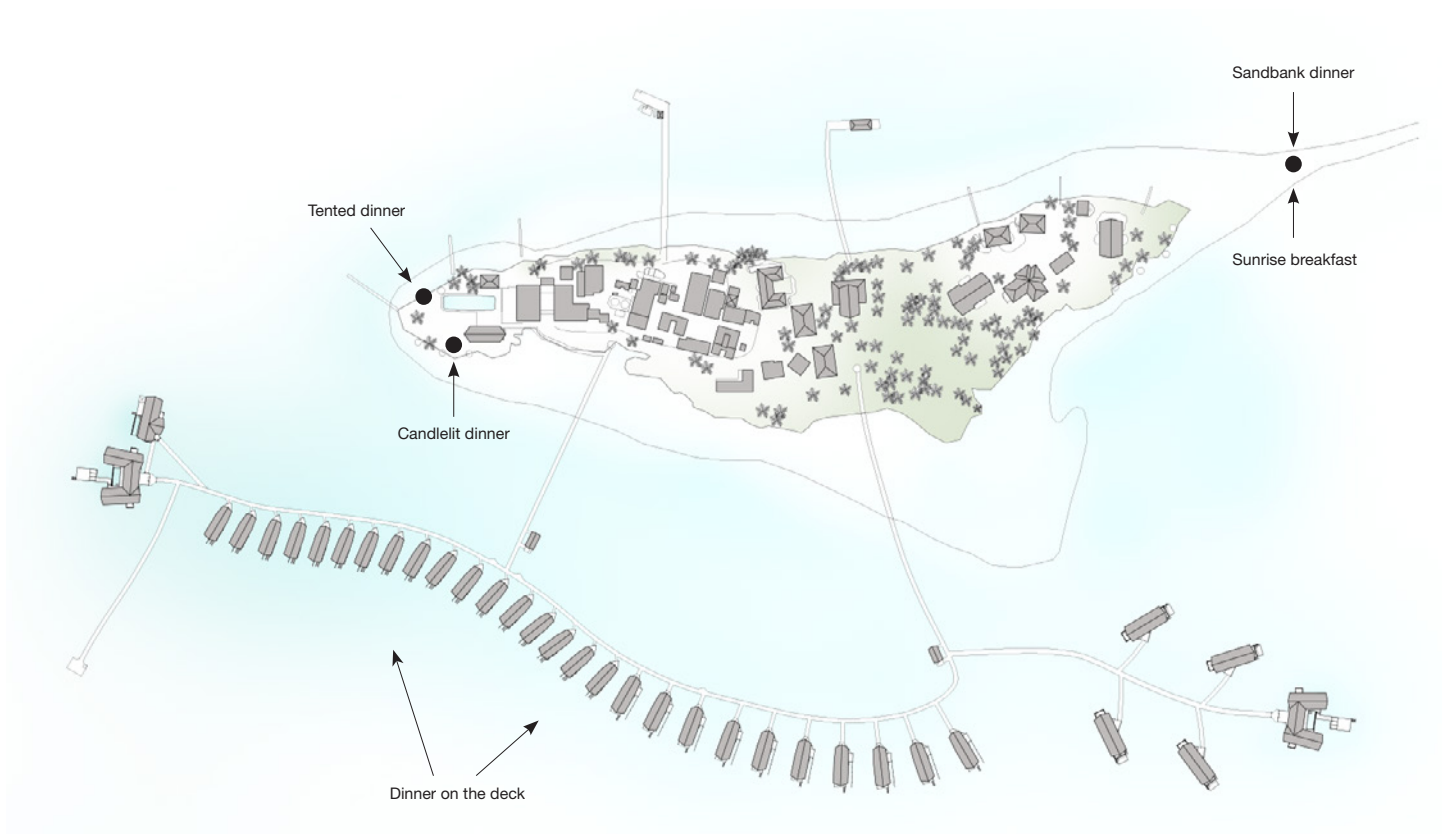 Sandbank dinner
Tented dinner
Sunrise breakfast
Candlelit dinner
Dinner on the deck